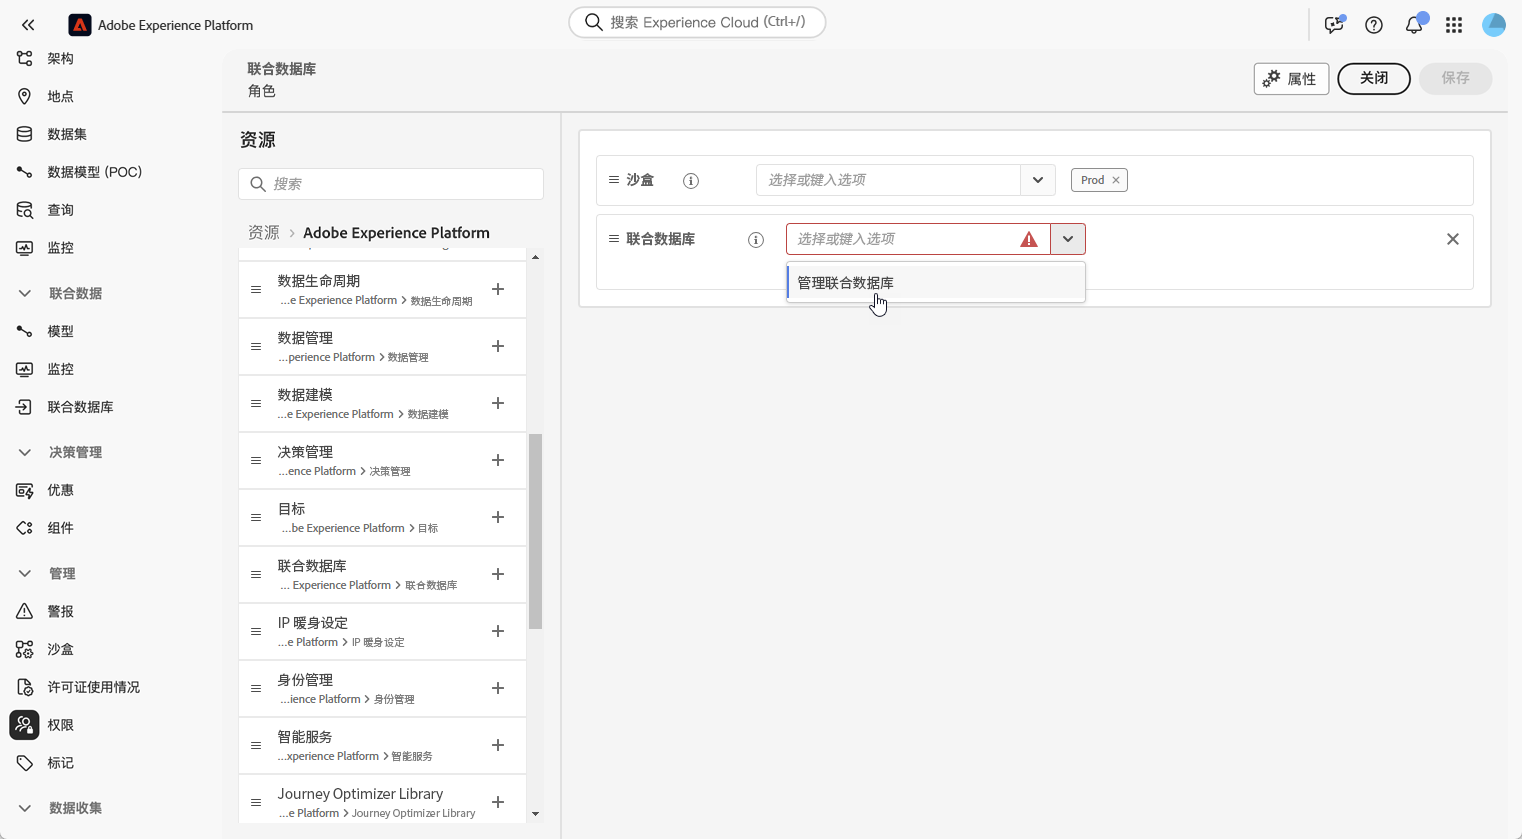 Adobe Experience Platform
搜索 Experience Cloud (Ctrl+/)
架构
地点
数据集
数据模型 (POC)
查询
监控
联合数据
模型
监控
联合数据库
决策管理
优惠
组件
管理
警报
沙盒
许可证使用情况
权限
标记
数据收集
联合数据库
角色
属性
关闭
保存
资源
搜索
资源 › Adobe Experience Platform
数据生命周期
...e Experience Platform > 数据生命周期
数据管理
...perience Platform > 数据管理
数据建模
...e Experience Platform > 数据建模
决策管理
...ence Platform > 决策管理
目标
...be Experience Platform > 目标
联合数据库
... Experience Platform > 联合数据库
IP 暖身设定
...e Platform > IP 暖身设定
身份管理
...ience Platform > 身份管理
智能服务
...xperience Platform > 智能服务
Journey Optimizer Library
...e Platform > Journey Optimizer Library
沙盒
选择或键入选项
Prod
联合数据库
选择或键入选项
管理联合数据库